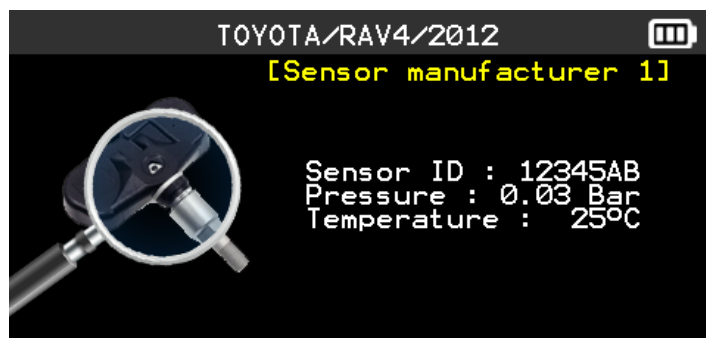 TOYOTA/RAV4/2012
[Sensor manufacturer 1]
Sensor ID : 12345AB
Pressure : 0.03 Bar
Temperature : 25ºC